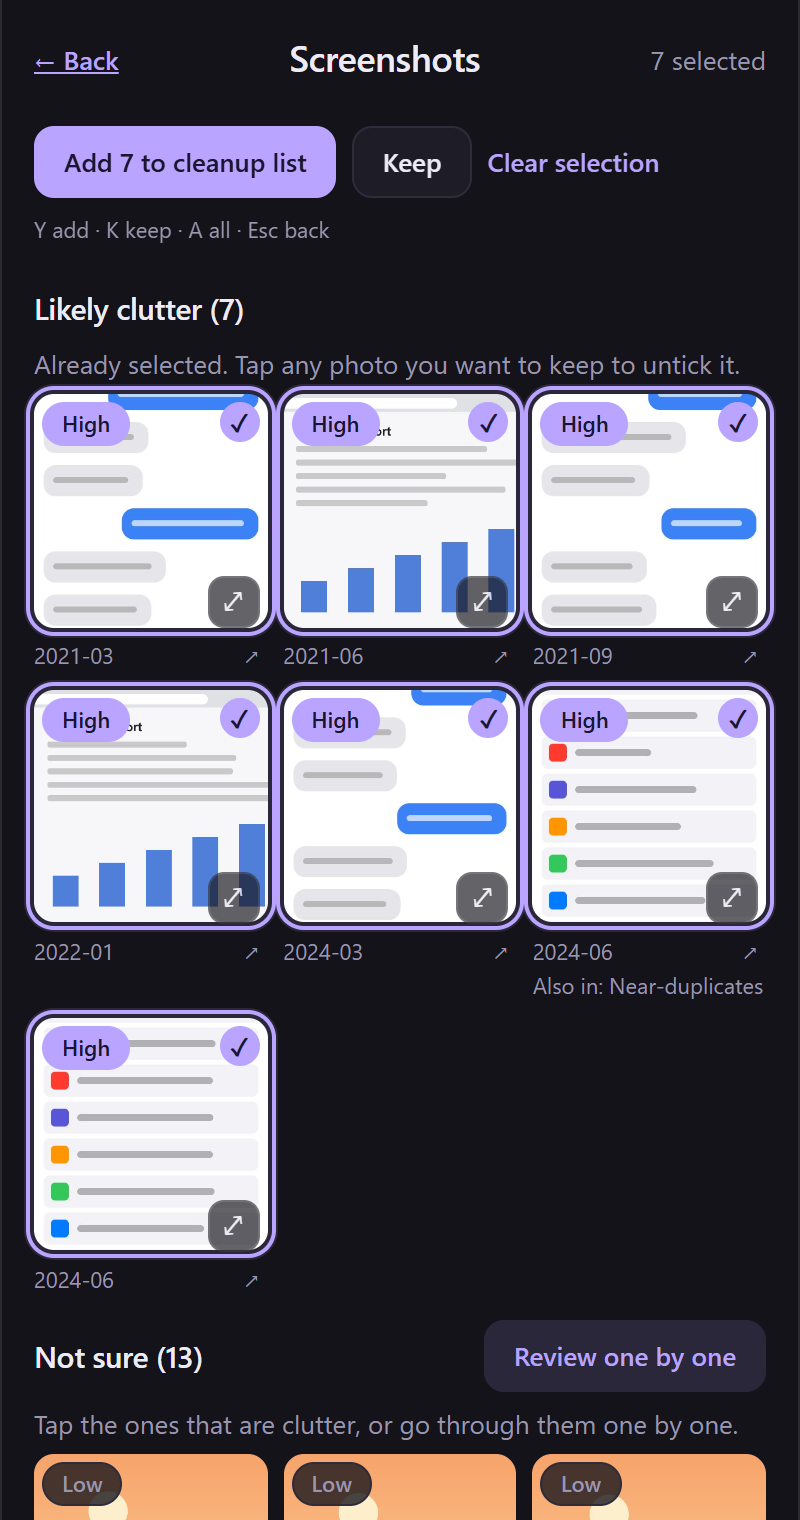 ← Back
Screenshots
7 selected
Add 7 to cleanup list
Keep
Clear selection
Y add · K keep · A all · Esc back
Likely clutter (7)
Already selected. Tap any photo you want to keep to untick it.
High ✓
High ort ✓
High ✓
2021-03 ↗
2021-06 ↗
2021-09 ↗
High ort ✓
High ✓
High ✓
2022-01 ↗
2024-03 ↗
2024-06 ↗
Also in: Near-duplicates
High ✓
2024-06 ↗
Not sure (13)
Review one by one
Tap the ones that are clutter, or go through them one by one.
Low
Low
Low